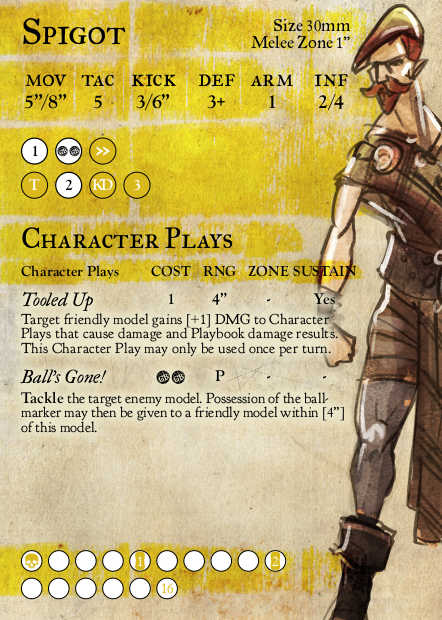 Spigot
Size 30mm
Melee Zone 1"
MOV TAC KICK DEF ARM INF
5"/8" 5 3/6" 3+ 1 2/4
1 >>
T 2 KD 3
Character Plays
Character Plays COST RNG ZONE SUSTAIN
Tooled Up 1 4" - Yes
Target friendly model gains [+1] DMG to Character
Plays that cause damage and Playbook damage results.
This Character Play may only be used once per turn.
Ball's Gone! P - -
Tackle the target enemy model. Possession of the ball-
marker may then be given to a friendly model within [4"]
of this model.
1 2
16